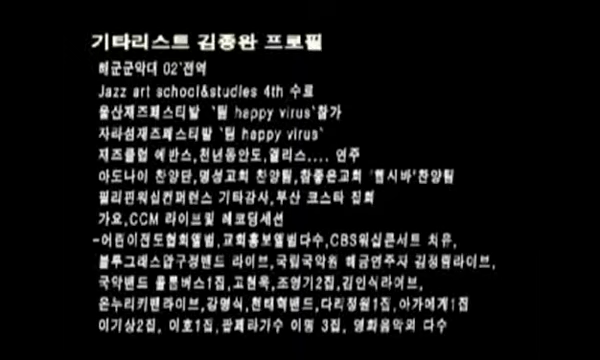 기타리스트 김종완 프로필
해군군악대 02`전역
Jazz art school&studies 4th 수료
울산재즈페스티발 `팀 happy virus`참가
자라섬재즈페스티발 `팀 happy virus`
재즈클럽 에반스,천년동안도,옐리스.... 연주
아도나이 찬양단,명성교회 찬양팀,참좋은교회 `헵시바`찬양팀
필리핀워십컨퍼런스 기타강사,부산 코스타 집회
가요,CCM 라이브및 레코딩세션
-어린이전도협회앨범,교회홍보앨범다수,CBS워십콘서트 치유,
블루그래스압구정밴드 라이브,국립국악원 해금연주자 김정림라이브,
국악밴드 콜롬버스1집,고현욱,조영기2집,김인식라이브,
온누리키밴라이브,강명식,천태혁밴드,다리정원1집,아가에게1집
이기상2집, 이호1집,팝페라가수 이명 3집, 영화음악외 다수